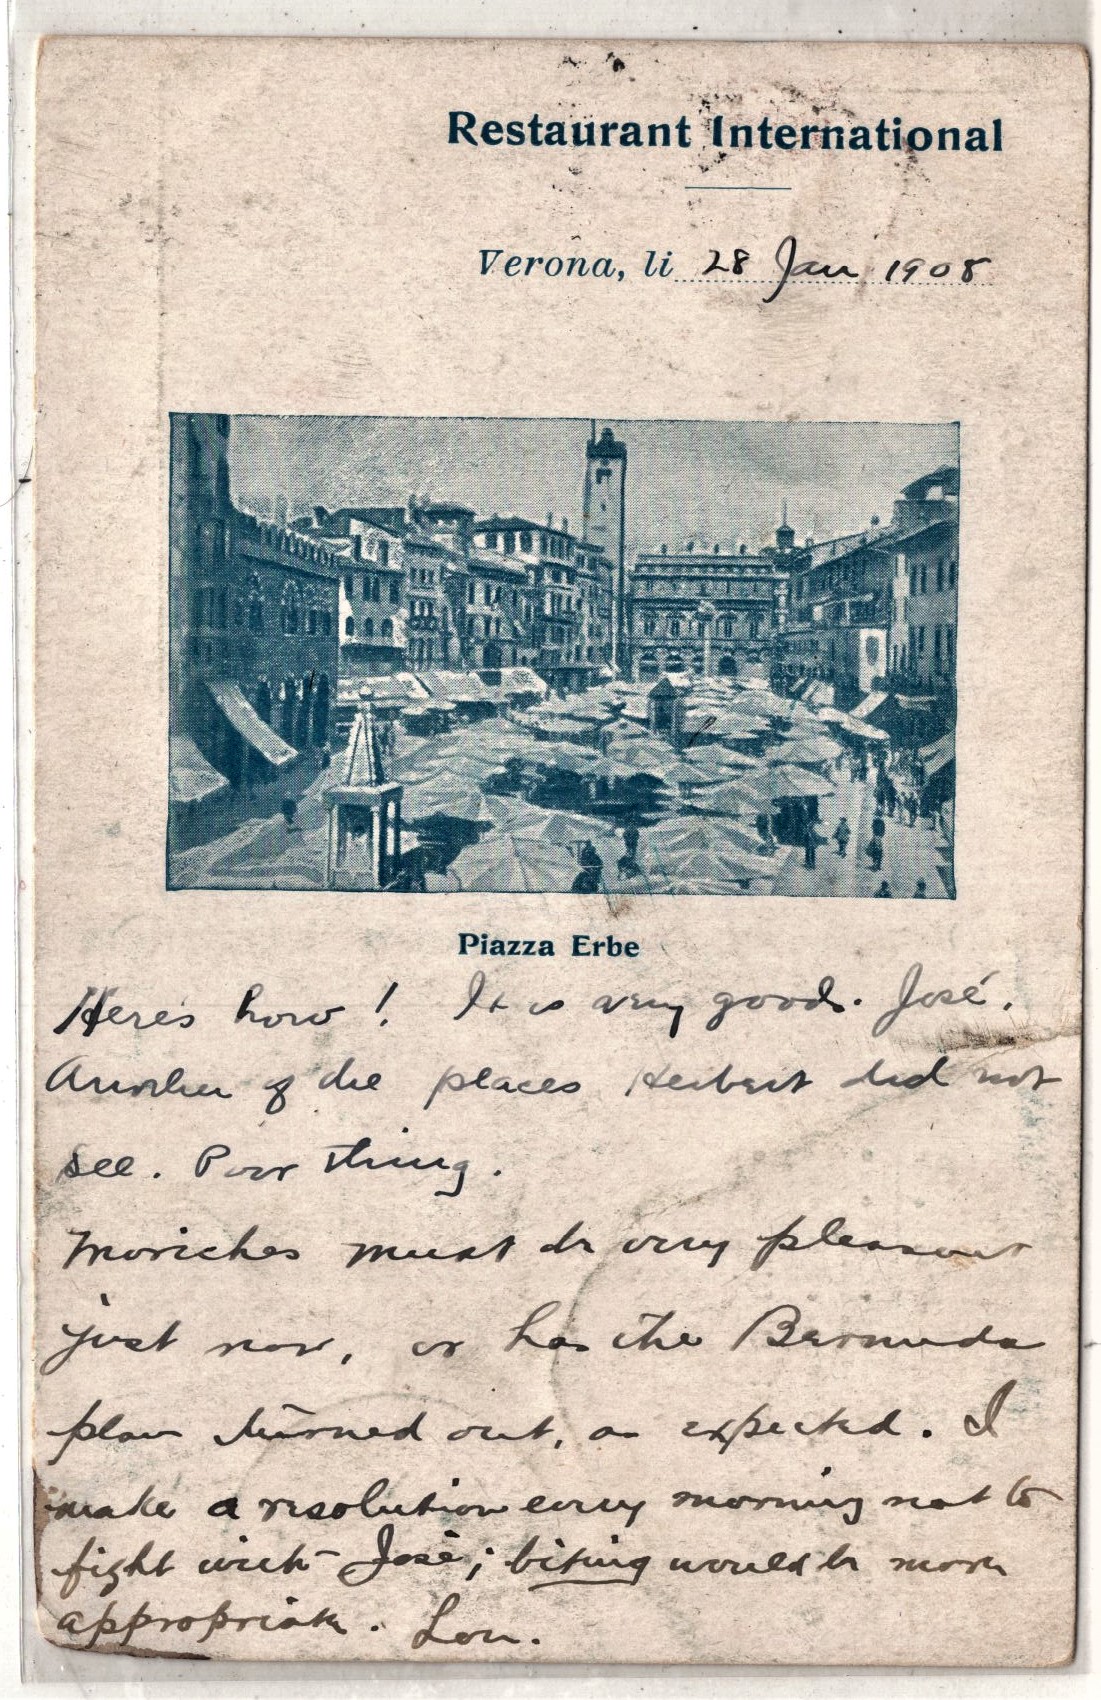 Restaurant International
Verona, li 28 Jan 1908
Piazza Erbe
Here's how! It is very good. José.
Another of the places Herbert did not
see. Poor thing.
Moriches must be very pleasant
just now, or has the Bermuda
plan turned out, as expected. I
make a resolution every morning not to
fight with José; biting would be more
appropriate. Lou.